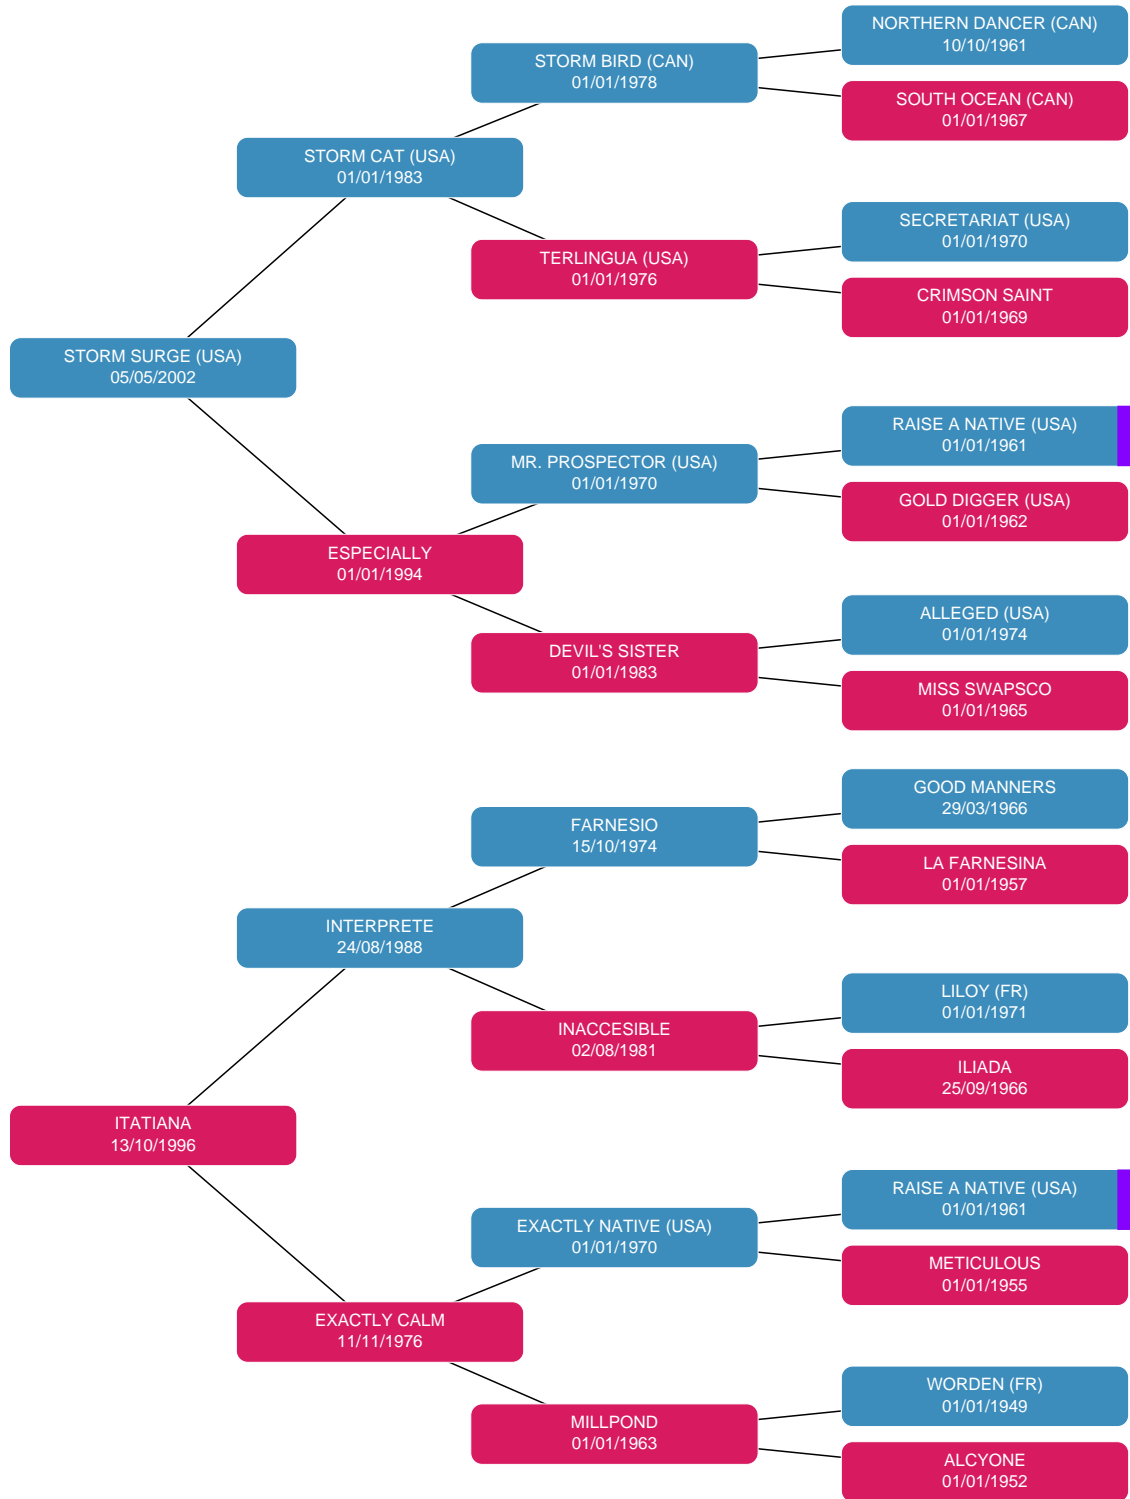 NORTHERN DANCER (CAN)
10/10/1961
STORM BIRD (CAN)
01/01/1978
SOUTH OCEAN (CAN)
01/01/1967
STORM CAT (USA)
01/01/1983
SECRETARIAT (USA)
01/01/1970
TERLINGUA (USA)
01/01/1976
CRIMSON SAINT
01/01/1969
STORM SURGE (USA)
05/05/2002
RAISE A NATIVE (USA)
01/01/1961
MR. PROSPECTOR (USA)
01/01/1970
GOLD DIGGER (USA)
01/01/1962
ESPECIALLY
01/01/1994
ALLEGED (USA)
01/01/1974
DEVIL'S SISTER
01/01/1983
MISS SWAPSCO
01/01/1965
GOOD MANNERS
29/03/1966
FARNESIO
15/10/1974
LA FARNESINA
01/01/1957
INTERPRETE
24/08/1988
LILOY (FR)
01/01/1971
INACCESIBLE
02/08/1981
ILIADA
25/09/1966
ITATIANA
13/10/1996
RAISE A NATIVE (USA)
01/01/1961
EXACTLY NATIVE (USA)
01/01/1970
METICULOUS
01/01/1955
EXACTLY CALM
11/11/1976
WORDEN (FR)
01/01/1949
MILLPOND
01/01/1963
ALCYONE
01/01/1952